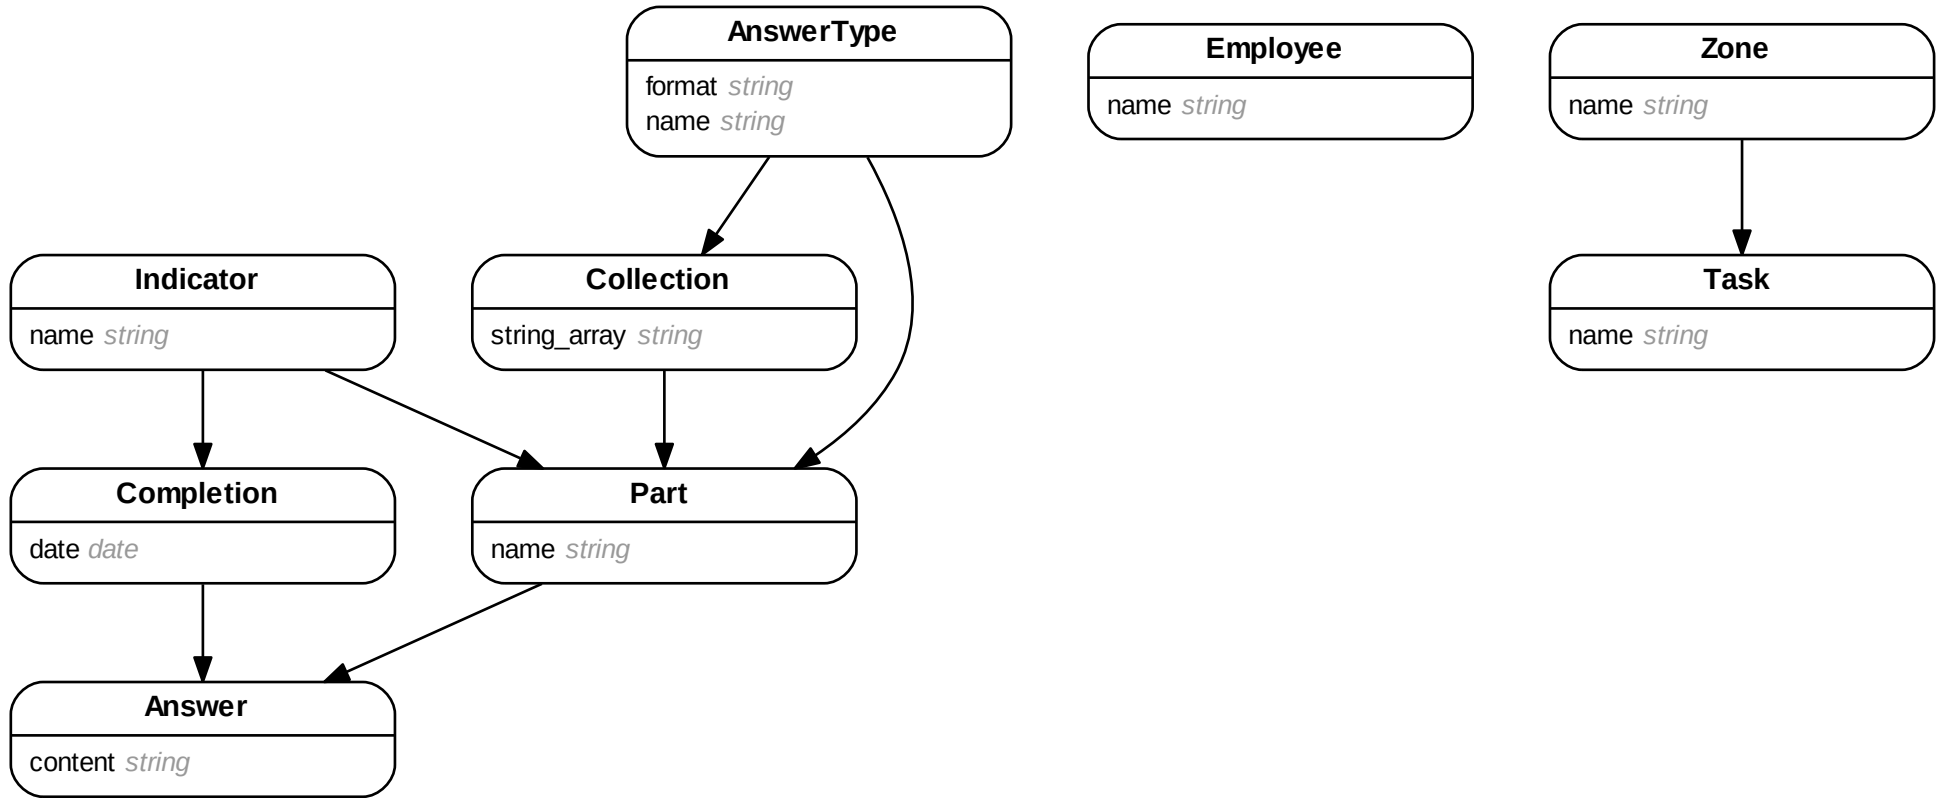 AnswerType
format string
name string
Employee
name string
Zone
name string
Indicator
name string
Collection
string_array string
Task
name string
Completion
date date
Part
name string
Answer
content string